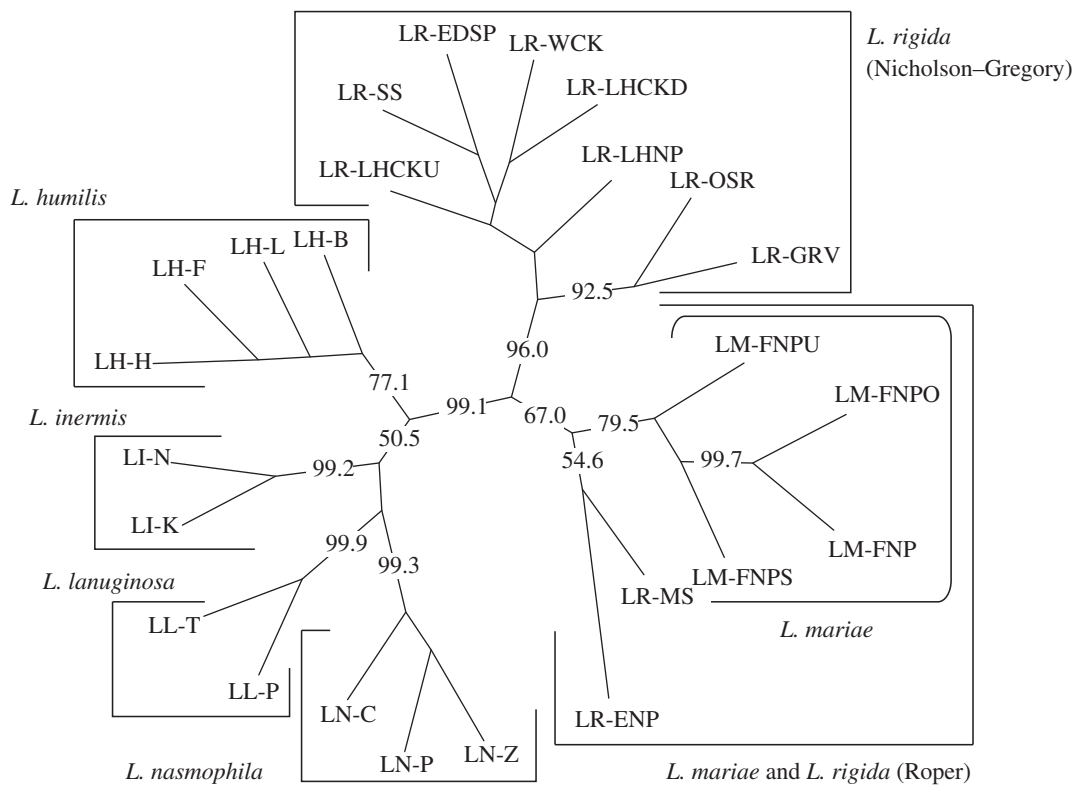 L. rigida
(Nicholson–Gregory)
LR-EDSP
LR-WCK
LR-SS
LR-LHCKD
LR-LHCKU
LR-LHNP
LR-OSR
LR-GRV
92.5
L. humilis
LH-B
LH-L
LH-F
LH-H
77.1
96.0
99.1
67.0
50.5
79.5
54.6
99.7
LM-FNPU
LM-FNPO
LM-FNP
LM-FNPS
LR-MS
L. mariae
LR-ENP
L. mariae and L. rigida (Roper)
L. inermis
LI-N
LI-K
99.2
99.9
99.3
L. lanuginosa
LL-T
LL-P
LN-C
LN-P
LN-Z
L. nasmophila